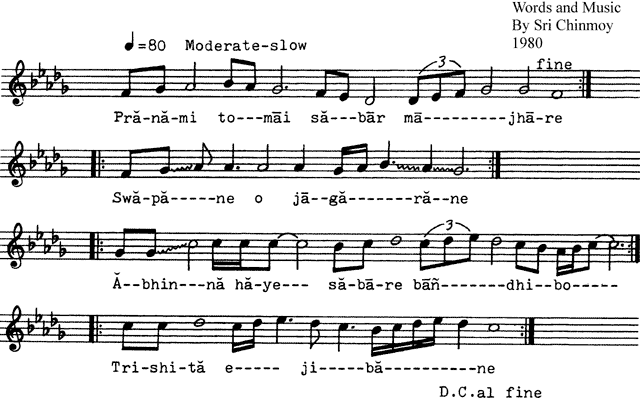 Words and Music
By Sri Chinmoy
1980
♩=80 Moderate-slow
fine
3 3
Pră-nă-mi to---māi să---bār mā---------jhā-re
Swă-pă----ne o jā--gă-------ră--ne
3
Ă--bhin---nă hă-ye--- să-bā-re bāñ-------dhi-bo-----
Tri-shi-tă e----- ji----bă---------ne
D.C.al fine